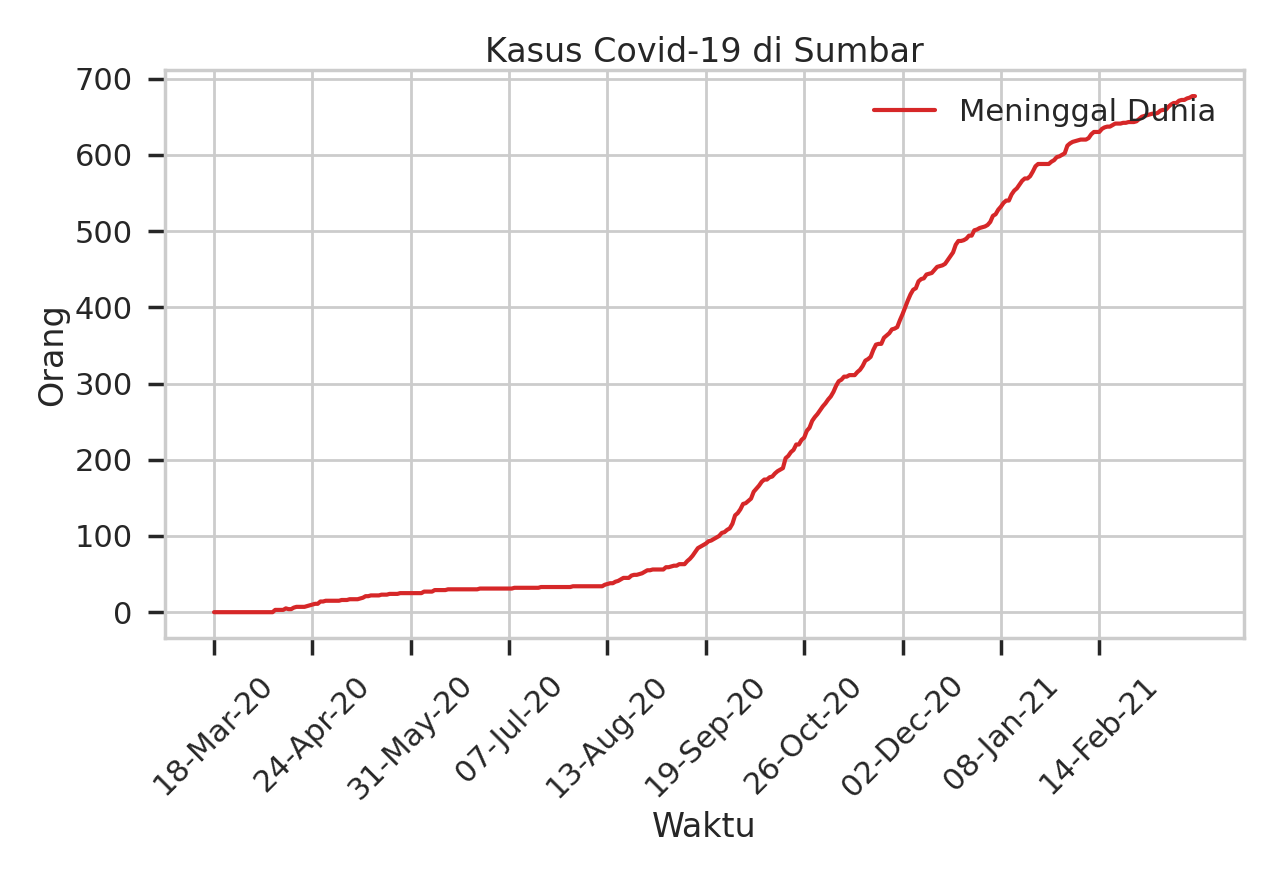 Kasus Covid-19 di Sumbar
Meninggal Dunia
Orang
700
600
500
400
300
200
100
0
18-Mar-20
24-Apr-20
31-May-20
07-Jul-20
13-Aug-20
19-Sep-20
26-Oct-20
02-Dec-20
08-Jan-21
14-Feb-21
Waktu